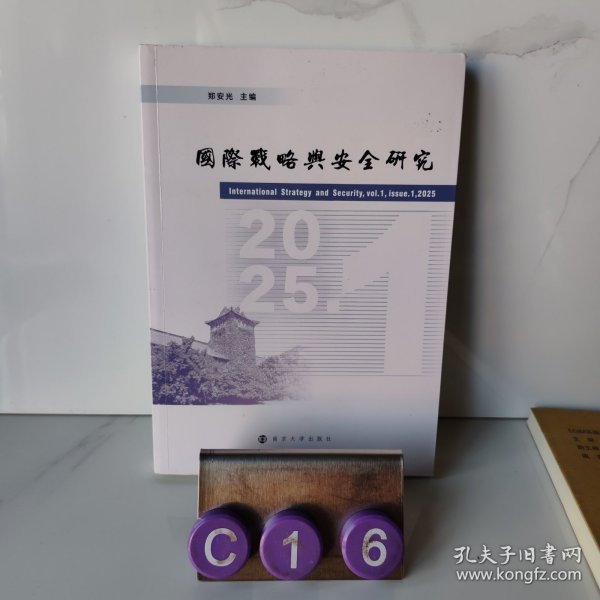 郑安光 主编
國際戰略與安全研究
International Strategy and Security, vol.1, issue.1,2025
20
25.1
南京大学出版社
C16
孔夫子旧书网
www.kongfz.com